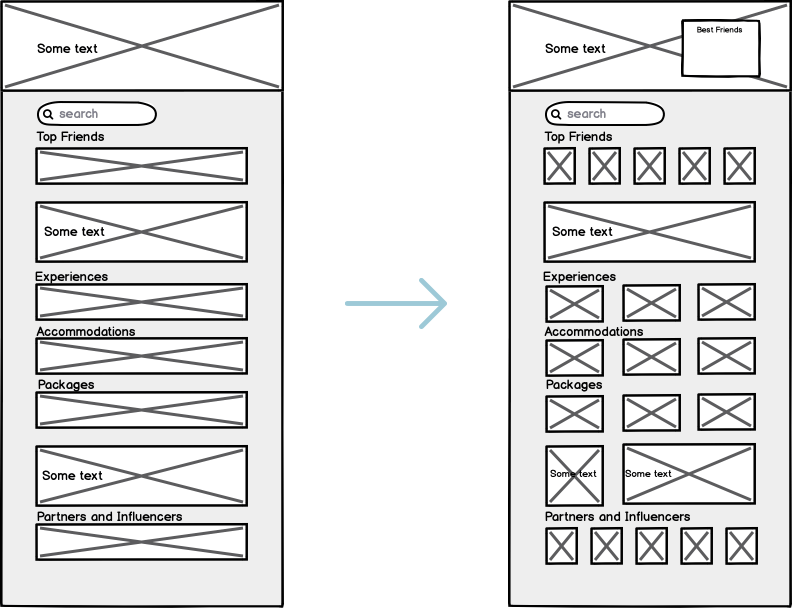 Some text
search
Top Friends
Some text
Experiences
Accommodations
Packages
Some text
Partners and Influencers
Best Friends
Some text
search
Top Friends
Some text
Experiences
Accommodations
Packages
Some text
Some text
Partners and Influencers